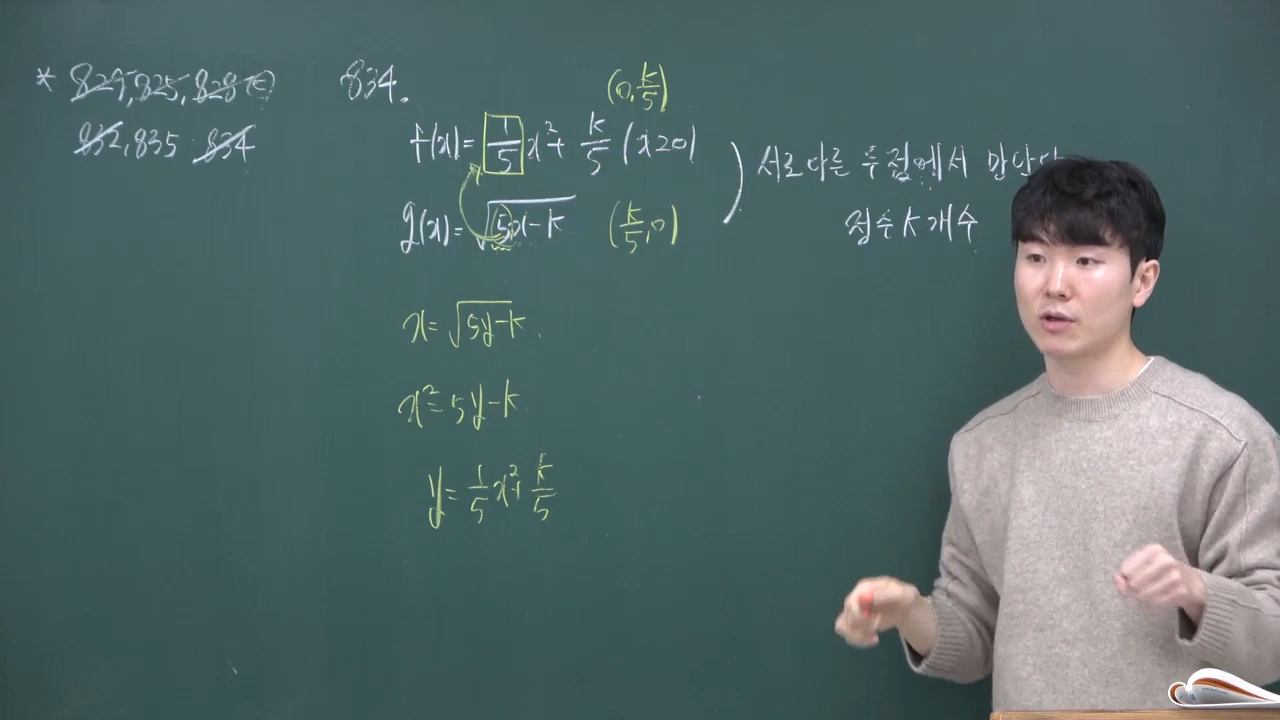 * 829, 825, 828
832, 835 834
834.
(0, k/5)
f(x)= 1/5 x²+ k/5 (x≥0)
g(x)= √5x-k (k/5, 0)
서로다른 두점에서 만난다
정수 k 개수
x= √5y-k.
x²= 5y-k
y= 1/5 x²+ k/5